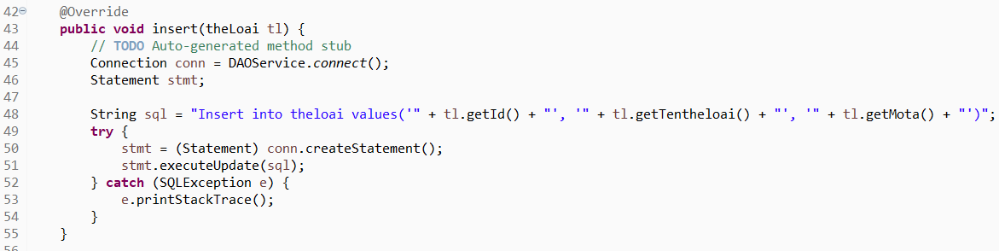 42 @Override
43 public void insert(theLoai tl) {
44 // TODO Auto-generated method stub
45 Connection conn = DAOService.connect();
46 Statement stmt;
47
48 String sql = "Insert into theloai values('" + tl.getId() + "', '" + tl.getTentheloai() + "', '" + tl.getMota() + "')";
49 try {
50 stmt = (Statement) conn.createStatement();
51 stmt.executeUpdate(sql);
52 } catch (SQLException e) {
53 e.printStackTrace();
54 }
55 }
56